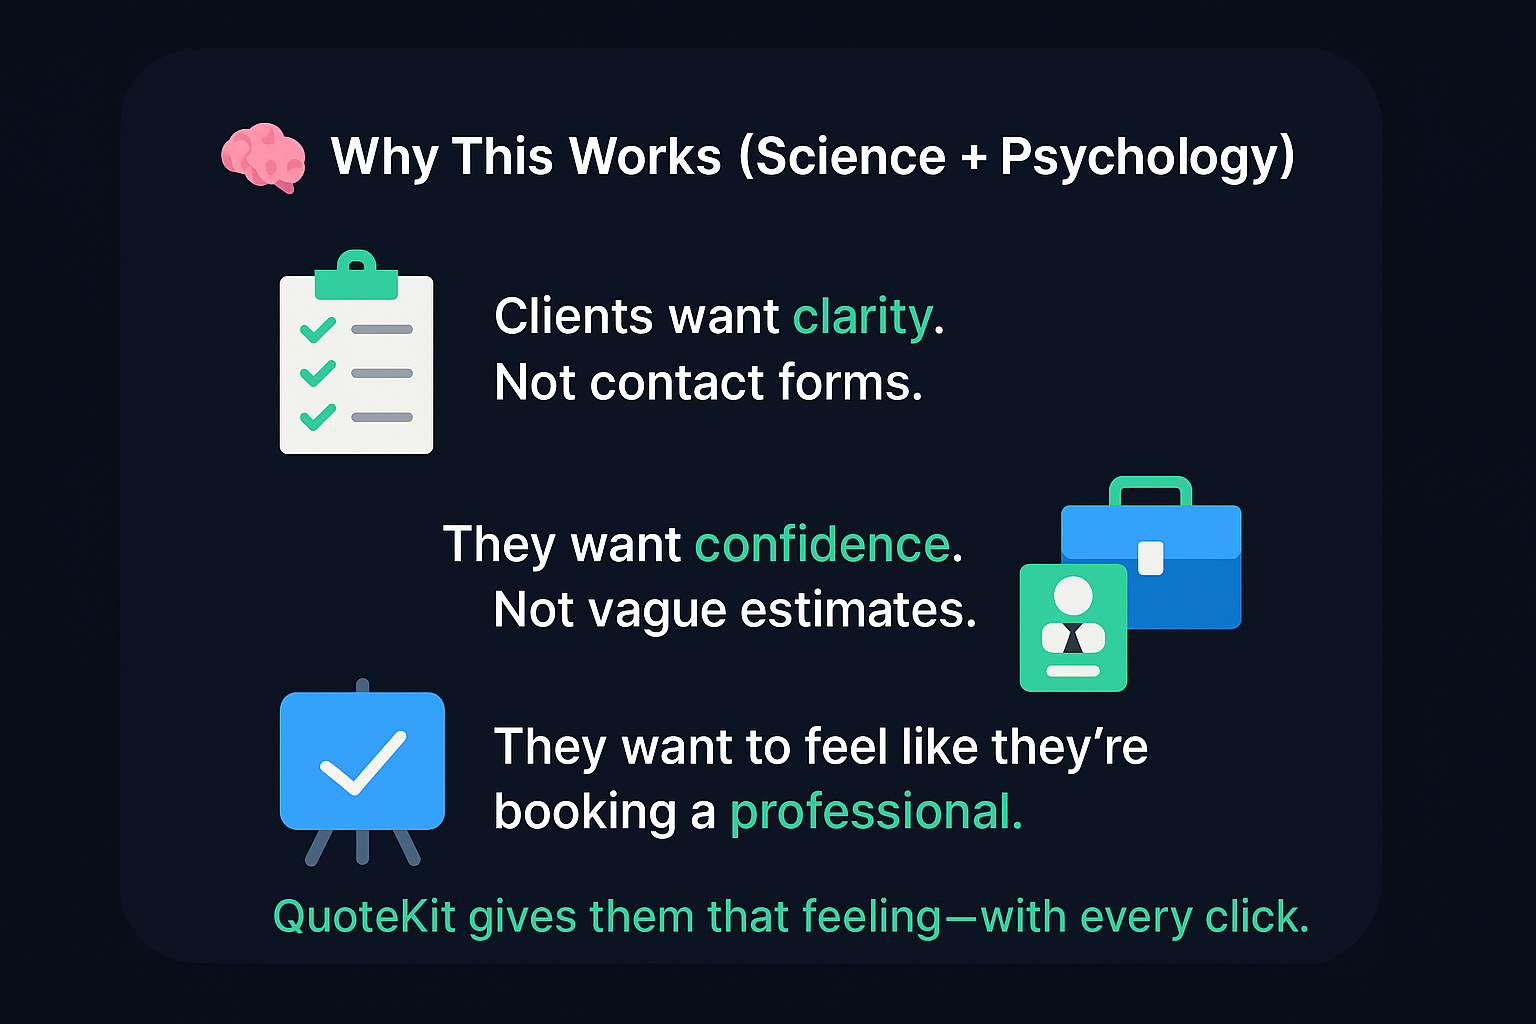 Why This Works (Science + Psychology)
Clients want clarity.
Not contact forms.
They want confidence.
Not vague estimates.
They want to feel like they’re
booking a professional.
QuoteKit gives them that feeling—with every click.